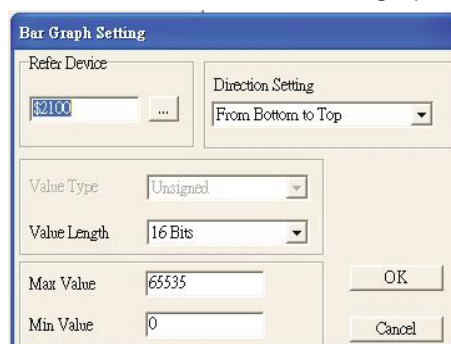 Bar Graph Setting
Refer Device
$2100
...
Direction Setting
From Bottom to Top
Value Type
Unsigned
Value Length
16 Bits
Max Value
65535
OK
Min Value
0
Cancel